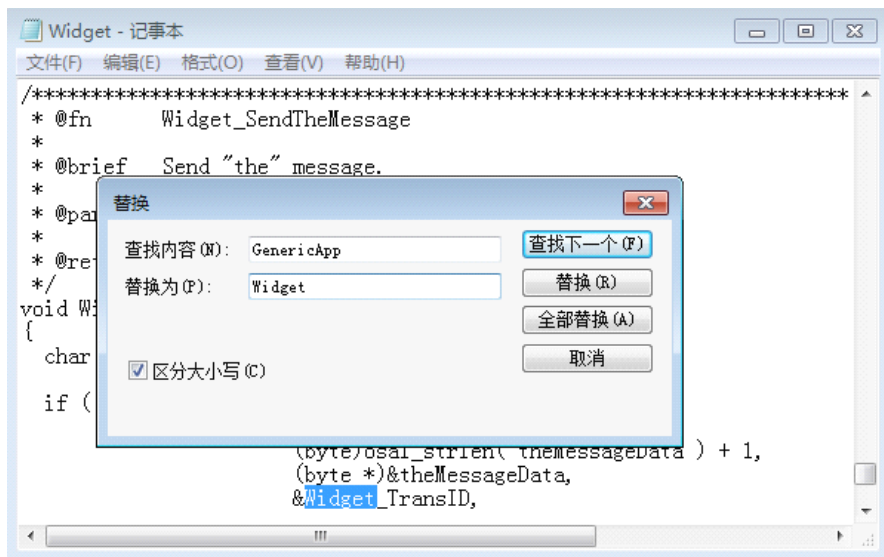 Widget - 记事本
文件(F) 编辑(E) 格式(O) 查看(V) 帮助(H)
/*********************************************************************
* @fn Widget_SendTheMessage
*
* @brief Send "the" message.
*
* @par
*
* @re
*/
void Wi
{
char
if (
替换
查找内容(N): GenericApp
查找下一个(F)
替换为(P): Widget
替换(R)
全部替换(A)
区分大小写(C)
取消
(byte)osal_strlen( theMessageData ) + 1,
(byte *)&theMessageData,
&Widget_TransID,